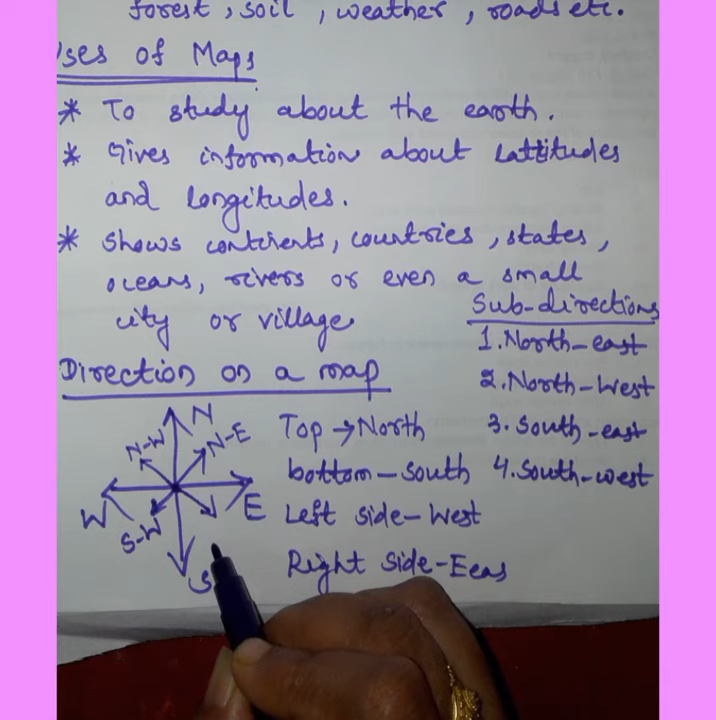 forest, soil, weather, roads etc.
Uses of Maps
* To study about the earth.
* Gives information about Lattitudes
and Longitudes.
* Shows continents, countries, states,
oceans, rivers or even a small
city or village
Sub-directions
1. North-east
2. North-West
3. South-east
4. South-west
Direction on a map
N
N-W
N-E
W
E
S-W
S
Top → North
bottom - south
Left side - West
Right side - Eeas